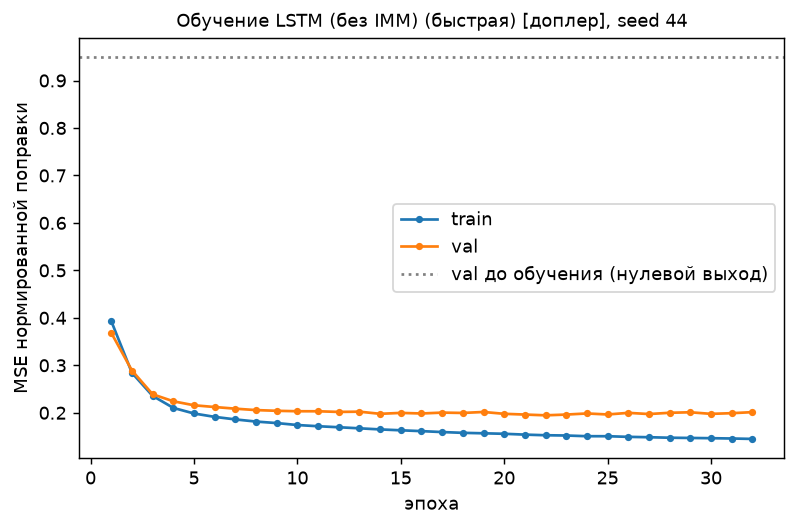 Обучение LSTM (без IMM) (быстрая) [доплер], seed 44
MSE нормированной поправки
0.9
0.8
0.7
0.6
0.5
0.4
0.3
0.2
train
val
val до обучения (нулевой выход)
0 5 10 15 20 25 30
эпоха